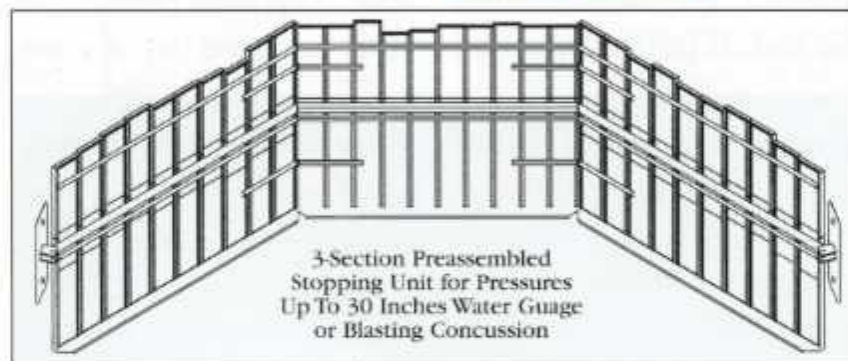 3-Section Preassembled
Stopping Unit for Pressures
Up To 30 Inches Water Guage
or Blasting Concussion